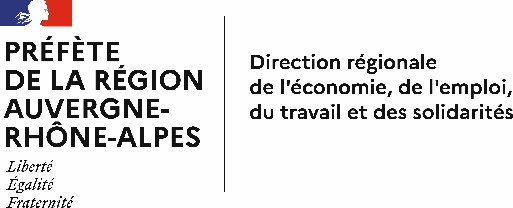 PRÉFÈTE
DE LA RÉGION
AUVERGNE-
RHÔNE-ALPES
Liberté
Égalité
Fraternité
Direction régionale
de l'économie, de l'emploi,
du travail et des solidarités